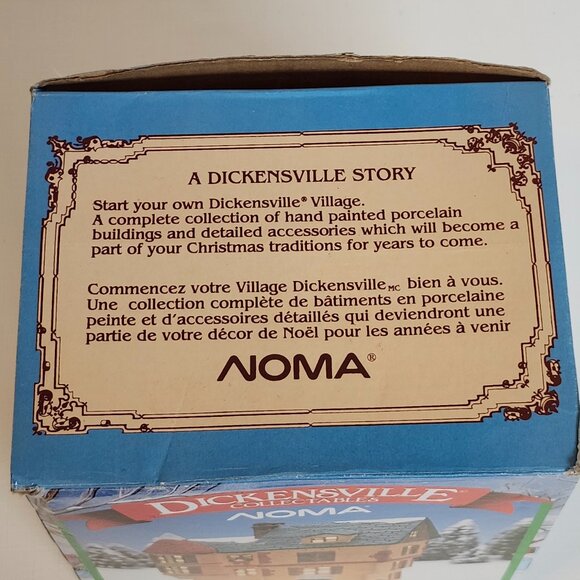 A DICKENSVILLE STORY
Start your own Dickensville® Village.
A complete collection of hand painted porcelain
buildings and detailed accessories which will become a
part of your Christmas traditions for years to come.
Commencez votre Village Dickensville MC bien à vous.
Une collection complète de bâtiments en porcelaine
peinte et d'accessoires détaillés qui deviendront une
partie de votre décor de Noël pour les années à venir
NOMA®
DICKENSVILLE
COLLECTABLES
NOMA